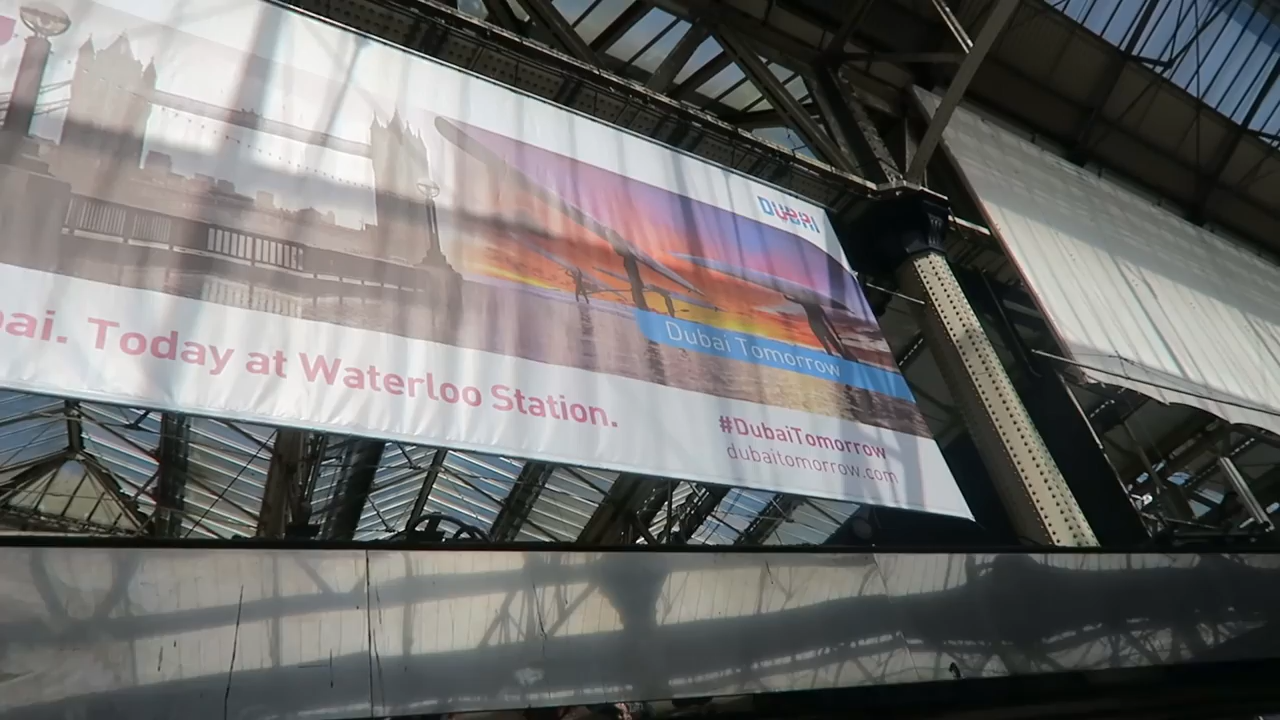 DUBAI
Dubai Tomorrow
ai. Today at Waterloo Station.
#DubaiTomorrow
dubaitomorrow.com